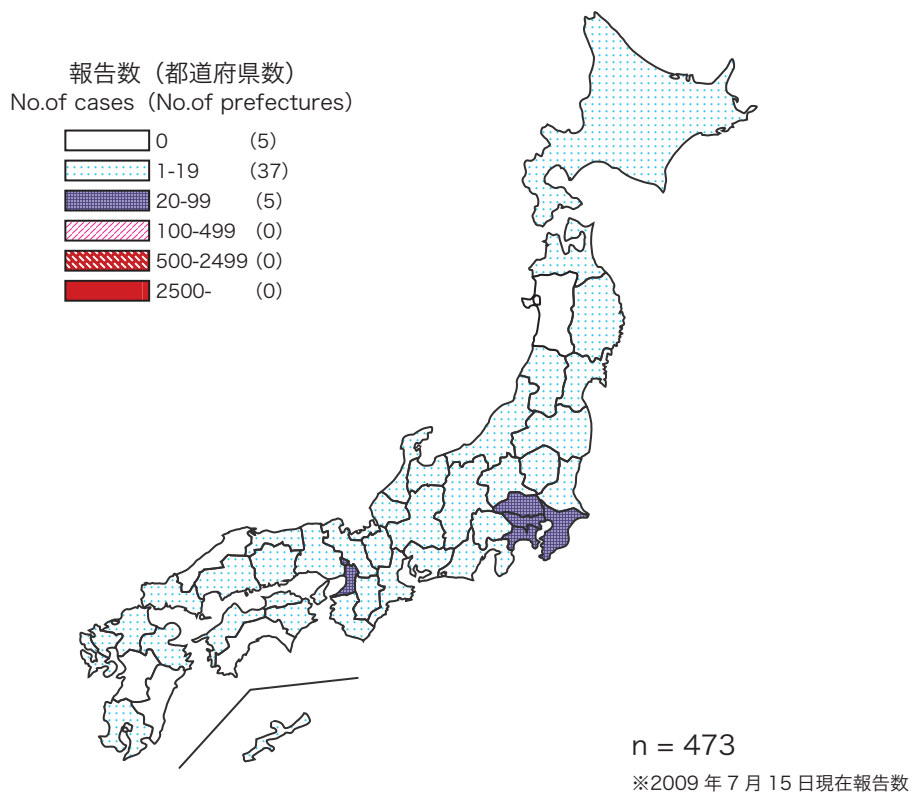 報告数（都道府県数）
No.of cases（No.of prefectures）
0 (5)
1-19 (37)
20-99 (5)
100-499 (0)
500-2499 (0)
2500- (0)
n = 473
※2009 年 7 月 15 日現在報告数